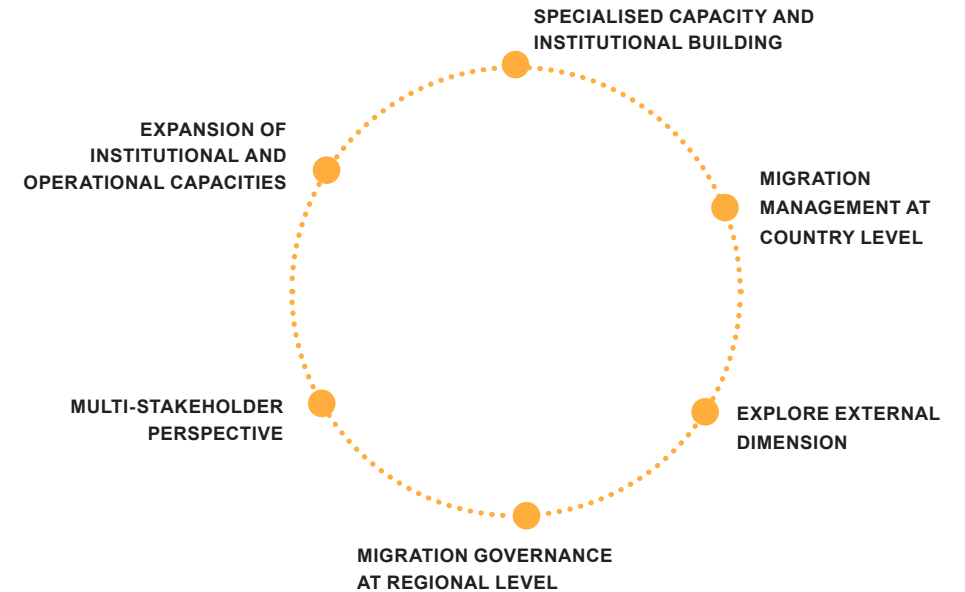 SPECIALISED CAPACITY AND
INSTITUTIONAL BUILDING
MIGRATION
MANAGEMENT AT
COUNTRY LEVEL
EXPLORE EXTERNAL
DIMENSION
MIGRATION GOVERNANCE
AT REGIONAL LEVEL
MULTI-STAKEHOLDER
PERSPECTIVE
EXPANSION OF
INSTITUTIONAL AND
OPERATIONAL CAPACITIES